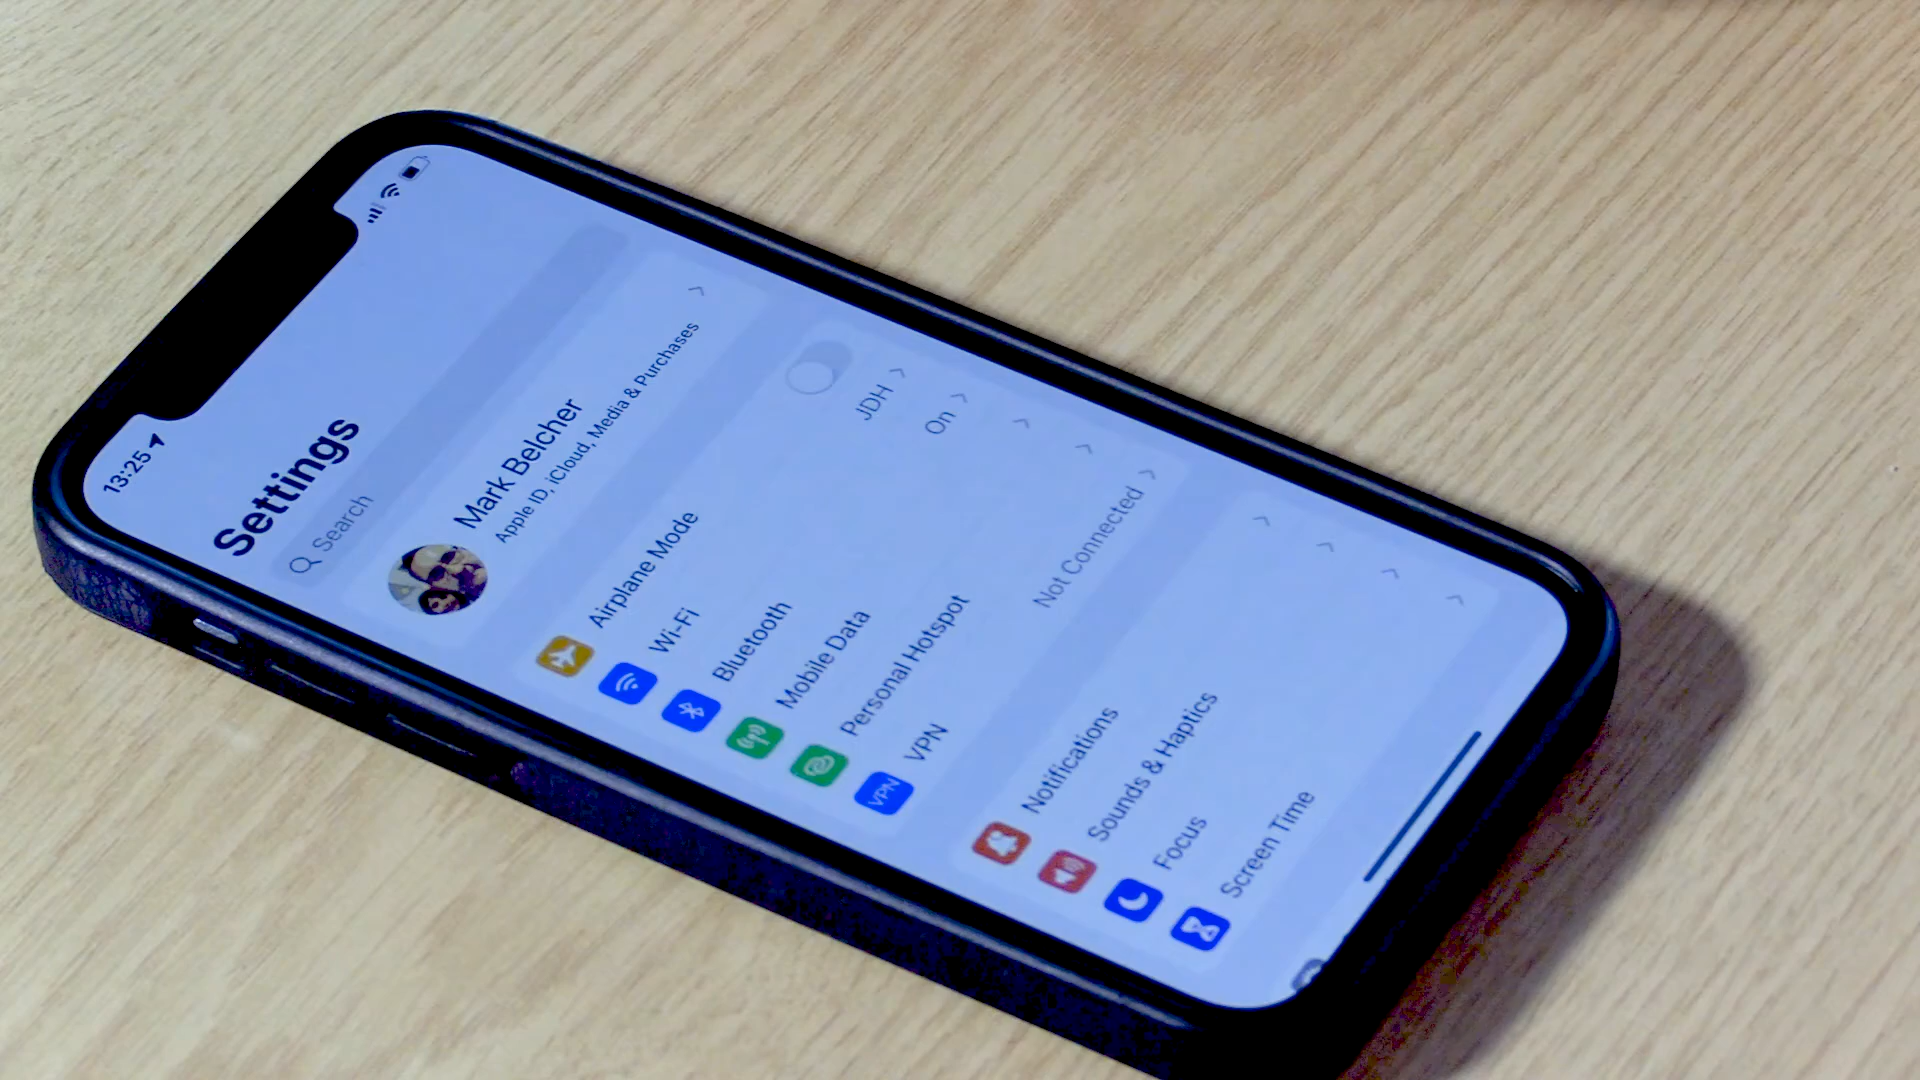 13:25
Settings
Search
Mark Belcher
Apple ID, iCloud, Media & Purchases
Airplane Mode
Wi-Fi JDH
Bluetooth On
Mobile Data
Personal Hotspot
VPN VPN Not Connected
Notifications
Sounds & Haptics
Focus
Screen Time